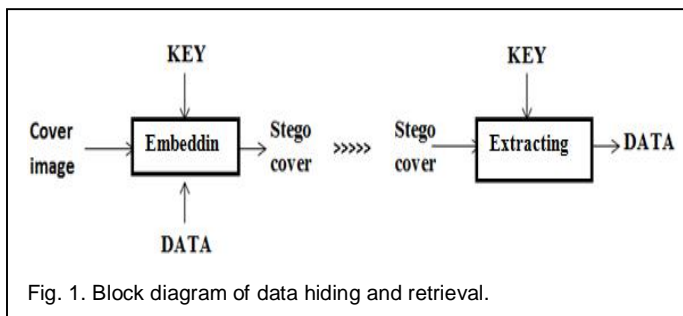 KEY
KEY
Cover
image
Embeddin
Stego
cover
>>>>>
Stego
cover
Extracting
DATA
DATA
Fig. 1. Block diagram of data hiding and retrieval.